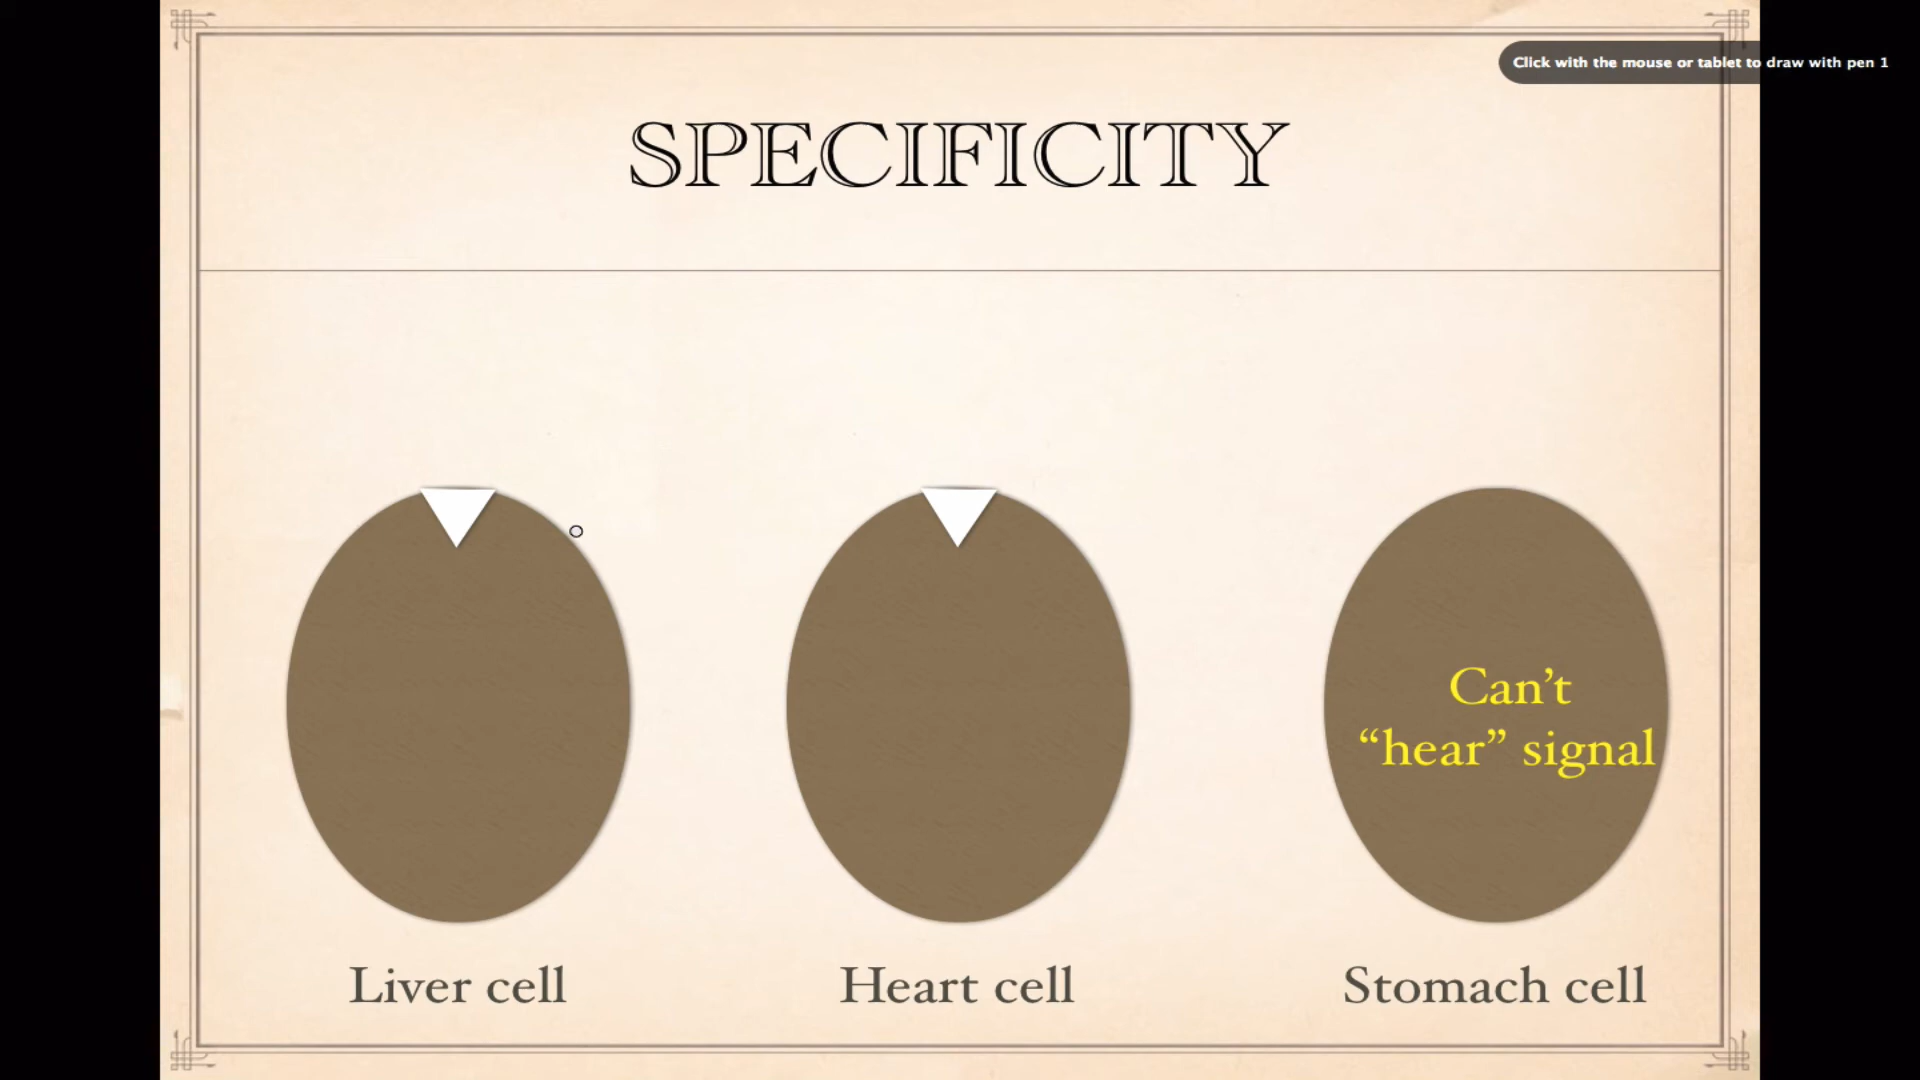 Click with the mouse or tablet to draw with pen 1
SPECIFICITY
Can’t
“hear” signal
Liver cell
Heart cell
Stomach cell